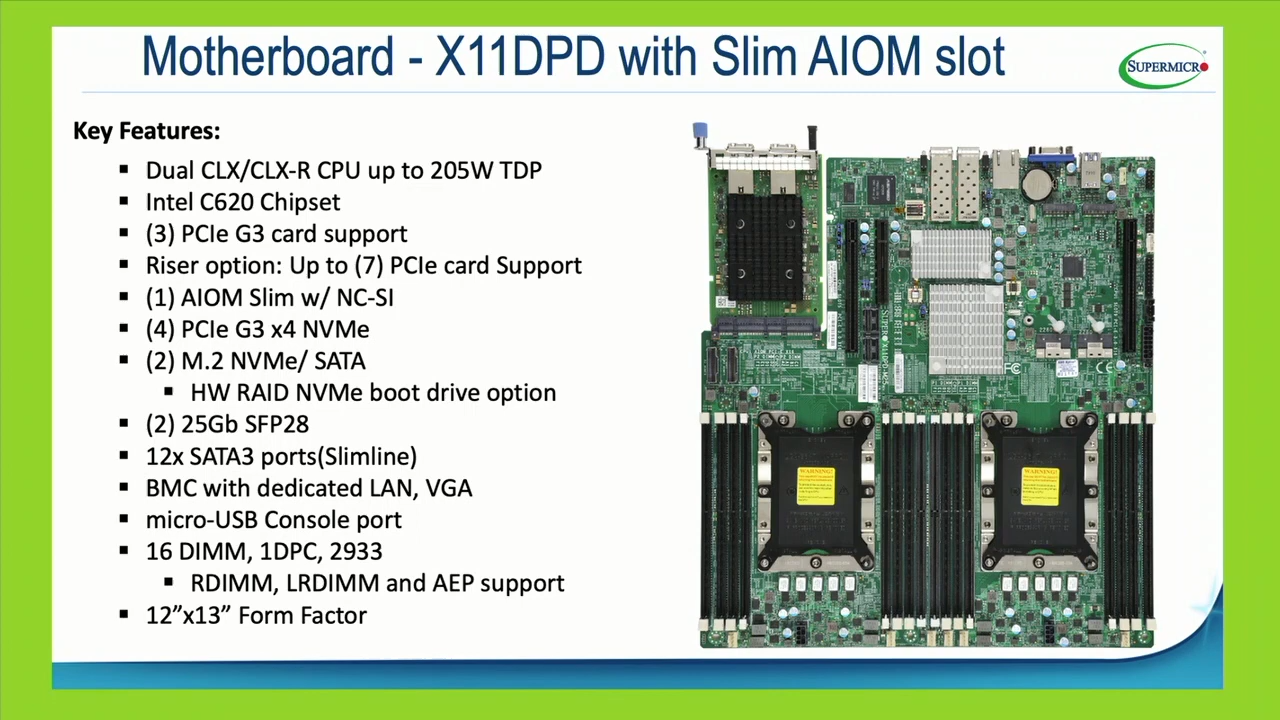 Motherboard - X11DPD with Slim AIOM slot
SUPERMICRO
Key Features:
▪ Dual CLX/CLX-R CPU up to 205W TDP
▪ Intel C620 Chipset
▪ (3) PCIe G3 card support
▪ Riser option: Up to (7) PCIe card Support
▪ (1) AIOM Slim w/ NC-SI
▪ (4) PCIe G3 x4 NVMe
▪ (2) M.2 NVMe/ SATA
▪ HW RAID NVMe boot drive option
▪ (2) 25Gb SFP28
▪ 12x SATA3 ports(Slimline)
▪ BMC with dedicated LAN, VGA
▪ micro-USB Console port
▪ 16 DIMM, 1DPC, 2933
▪ RDIMM, LRDIMM and AEP support
▪ 12”x13” Form Factor
WARNING!
WARNING!